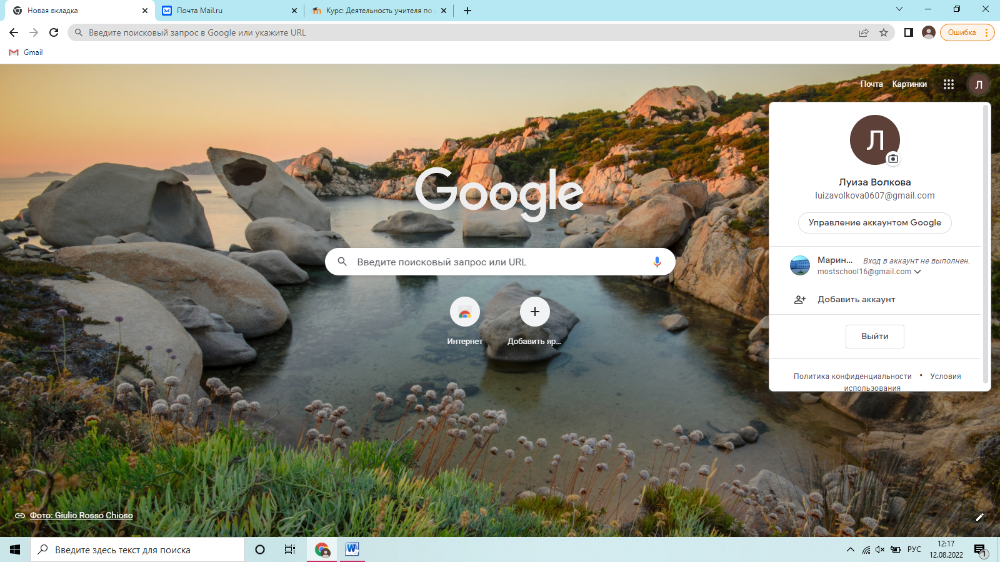 Новая вкладка
Почта Mail.ru
Курс: Деятельность учителя по
Введите поисковый запрос в Google или укажите URL
Ошибка
Gmail
Почта
Картинки
Л
Л
Луиза Волкова
luizavolkova0607@gmail.com
Управление аккаунтом Google
Марин...
Вход в аккаунт не выполнен.
mostschool16@gmail.com
Добавить аккаунт
Выйти
Политика конфиденциальности • Условия
использования
Google
Введите поисковый запрос или URL
Интернет
Добавить яр...
Фото: Giulio Rosso Chioso
Введите здесь текст для поиска
W
РУС
12:17
12.08.2022
1